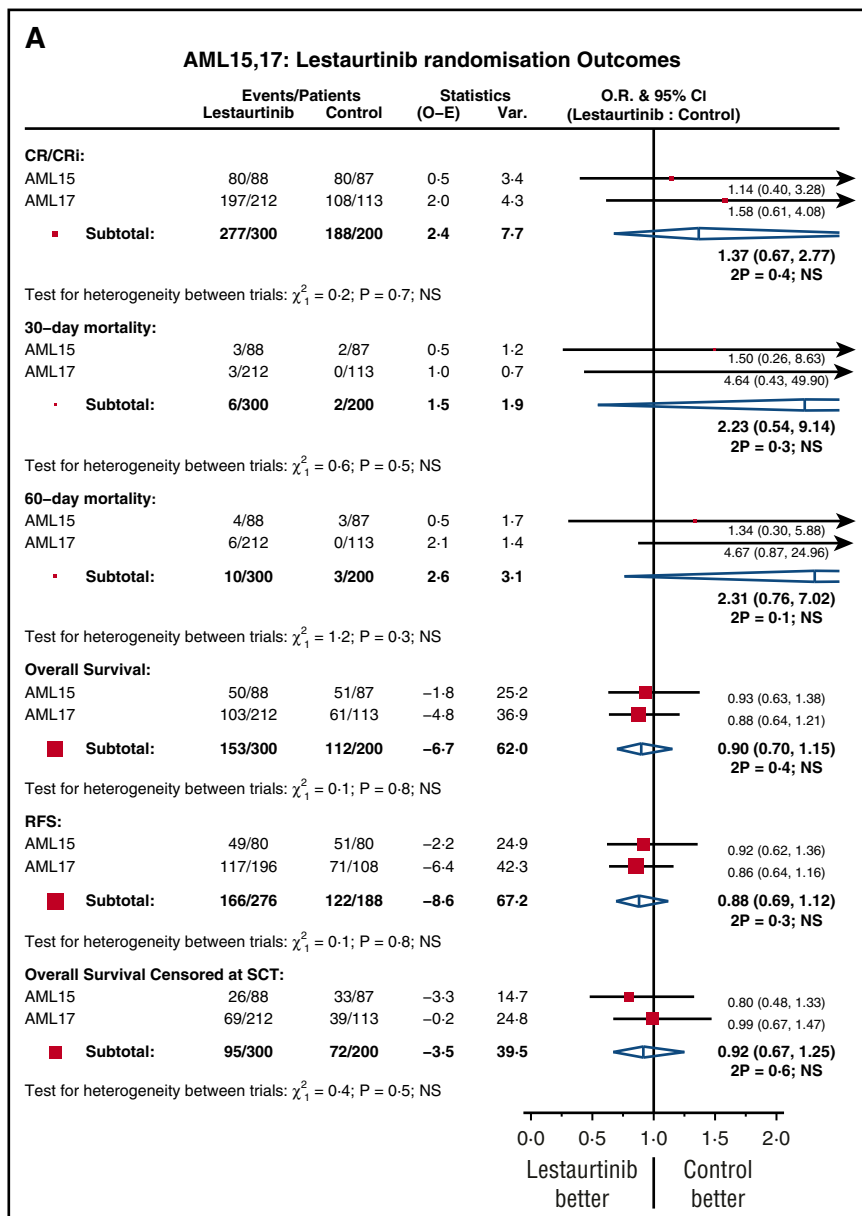 A
AML15,17: Lestaurtinib randomisation Outcomes
Events/Patients Statistics O.R. & 95% CI
Lestaurtinib Control (O−E) Var. (Lestaurtinib : Control)
CR/CRi:
AML15 80/88 80/87 0·5 3.4 1.14 (0.40, 3.28)
AML17 197/212 108/113 2·0 4.3 1.58 (0.61, 4.08)
Subtotal: 277/300 188/200 2·4 7.7 1.37 (0.67, 2.77)
2P = 0·4; NS
Test for heterogeneity between trials: χ²₁ = 0·2; P = 0·7; NS
30−day mortality:
AML15 3/88 2/87 0·5 1·2 1.50 (0.26, 8.63)
AML17 3/212 0/113 1·0 0·7 4.64 (0.43, 49.90)
Subtotal: 6/300 2/200 1·5 1·9 2.23 (0.54, 9.14)
2P = 0·3; NS
Test for heterogeneity between trials: χ²₁ = 0·6; P = 0·5; NS
60−day mortality:
AML15 4/88 3/87 0·5 1·7 1.34 (0.30, 5.88)
AML17 6/212 0/113 2·1 1·4 4.67 (0.87, 24.96)
Subtotal: 10/300 3/200 2·6 3·1 2.31 (0.76, 7.02)
2P = 0·1; NS
Test for heterogeneity between trials: χ²₁ = 1·2; P = 0·3; NS
Overall Survival:
AML15 50/88 51/87 −1·8 25·2 0.93 (0.63, 1.38)
AML17 103/212 61/113 −4·8 36·9 0.88 (0.64, 1.21)
Subtotal: 153/300 112/200 −6·7 62·0 0.90 (0.70, 1.15)
2P = 0·4; NS
Test for heterogeneity between trials: χ²₁ = 0·1; P = 0·8; NS
RFS:
AML15 49/80 51/80 −2·2 24·9 0.92 (0.62, 1.36)
AML17 117/196 71/108 −6·4 42·3 0.86 (0.64, 1.16)
Subtotal: 166/276 122/188 −8·6 67·2 0.88 (0.69, 1.12)
2P = 0·3; NS
Test for heterogeneity between trials: χ²₁ = 0·1; P = 0·8; NS
Overall Survival Censored at SCT:
AML15 26/88 33/87 −3·3 14·7 0.80 (0.48, 1.33)
AML17 69/212 39/113 −0·2 24·8 0.99 (0.67, 1.47)
Subtotal: 95/300 72/200 −3·5 39·5 0.92 (0.67, 1.25)
2P = 0·6; NS
Test for heterogeneity between trials: χ²₁ = 0·4; P = 0·5; NS
0·0 0·5 1·0 1·5 2·0
Lestaurtinib Control
better better